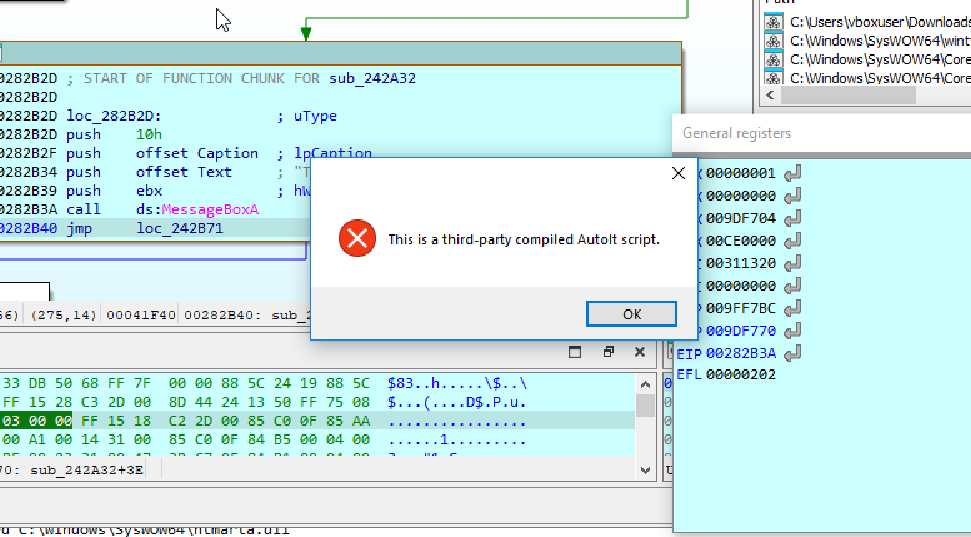 Path
C:\Users\vboxuser\Downloads
C:\Windows\SysWOW64\wint
C:\Windows\SysWOW64\Core
C:\Windows\SysWOW64\Core
0282B2D ; START OF FUNCTION CHUNK FOR sub_242A32
0282B2D
0282B2D loc_282B2D: ; uType
0282B2D push 10h
0282B2F push offset Caption ; lpCaption
0282B34 push offset Text ; "T
0282B39 push ebx ; hW
0282B3A call ds:MessageBoxA
0282B40 jmp loc_242B71
This is a third-party compiled AutoIt script.
OK
General registers
00000001
00000000
009DF704
00CE0000
00311320
00000000
009FF7BC
009DF770
EIP 00282B3A
EFL 00000202
56) (275,14) 00041F40 00282B40: sub_2
33 DB 50 68 FF 7F 00 00 88 5C 24 19 88 5C $83..h.....\$..\
FF 15 28 C3 2D 00 8D 44 24 13 50 FF 75 08 $...(....D$.P.u.
03 00 00 FF 15 18 C2 2D 00 85 C0 0F 85 AA ................
00 A1 00 14 31 00 85 C0 0F 84 B5 00 04 00 ......1.........
70: sub_242A32+3E
d C:\Windows\SysWOW64\ntmarta.dll